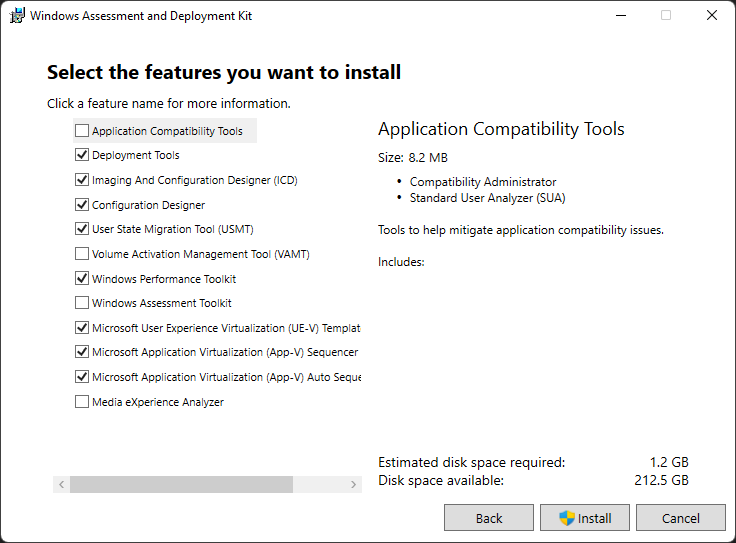 Windows Assessment and Deployment Kit
Select the features you want to install
Click a feature name for more information.
Application Compatibility Tools
Deployment Tools
Imaging And Configuration Designer (ICD)
Configuration Designer
User State Migration Tool (USMT)
Volume Activation Management Tool (VAMT)
Windows Performance Toolkit
Windows Assessment Toolkit
Microsoft User Experience Virtualization (UE-V) Templat
Microsoft Application Virtualization (App-V) Sequencer
Microsoft Application Virtualization (App-V) Auto Seque
Media eXperience Analyzer
Application Compatibility Tools
Size: 8.2 MB
• Compatibility Administrator
• Standard User Analyzer (SUA)
Tools to help mitigate application compatibility issues.
Includes:
Estimated disk space required: 1.2 GB
Disk space available: 212.5 GB
Back Install Cancel